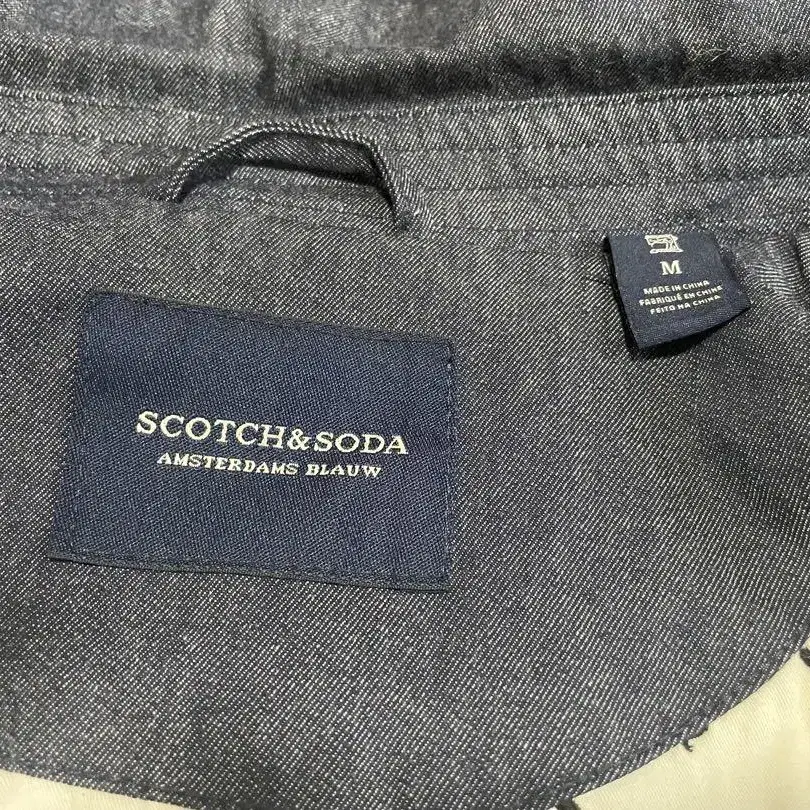 SCOTCH&SODA
AMSTERDAMS BLAUW
M
MADE IN CHINA
FABRIQUÉ EN CHINE
FEITO NA CHINA